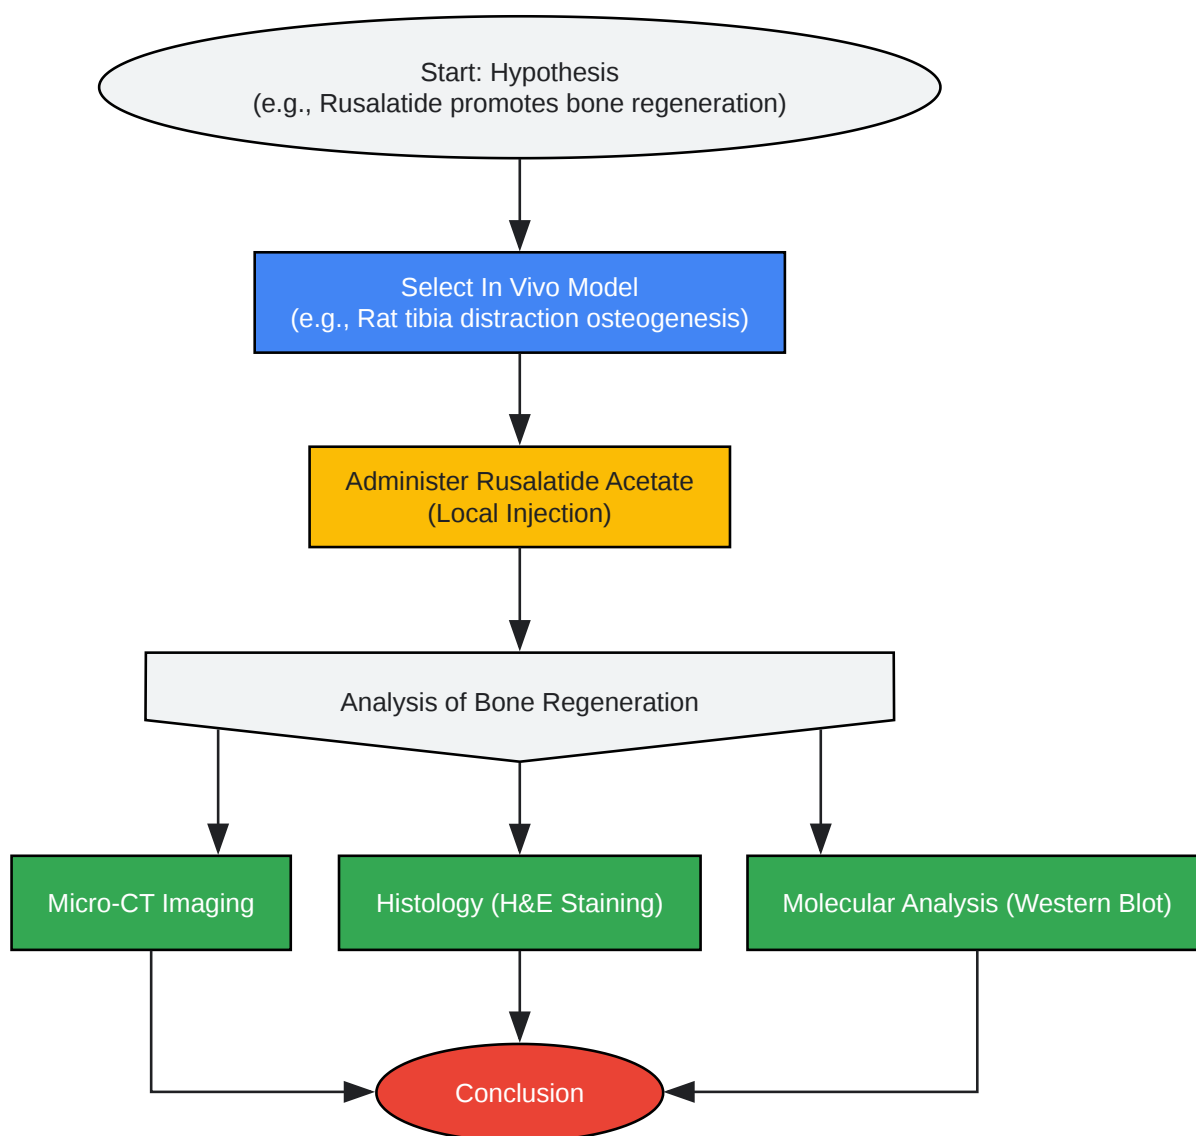 Start: Hypothesis
(e.g., Rusalatide promotes bone regeneration)
Select In Vivo Model
(e.g., Rat tibia distraction osteogenesis)
Administer Rusalatide Acetate
(Local Injection)
Analysis of Bone Regeneration
Micro-CT Imaging
Histology (H&E Staining)
Molecular Analysis (Western Blot)
Conclusion